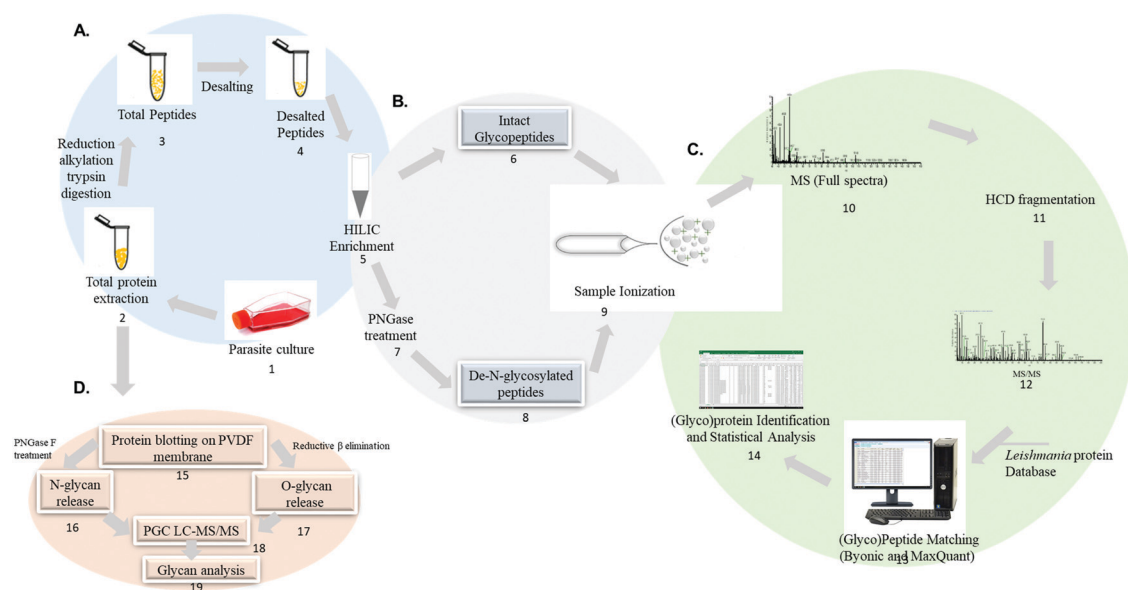 A.
Total Peptides
3
Desalting
Desalted
Peptides
4
Reduction
alkylation
trypsin
digestion
Total protein
extraction
2
Parasite culture
1
B.
HILIC
Enrichment
5
Intact
Glycopeptides
6
PNGase
treatment
7
De-N-glycosylated
peptides
8
Sample Ionization
9
C.
MS (Full spectra)
10
HCD fragmentation
11
MS/MS
12
Leishmania protein
Database
(Glyco)Peptide Matching
(Byonic and MaxQuant)
13
(Glyco)protein Identification
and Statistical Analysis
14
D.
PNGase F
treatment
Protein blotting on PVDF
membrane
15
Reductive β elimination
N-glycan
release
16
O-glycan
release
17
PGC LC-MS/MS
18
Glycan analysis
19